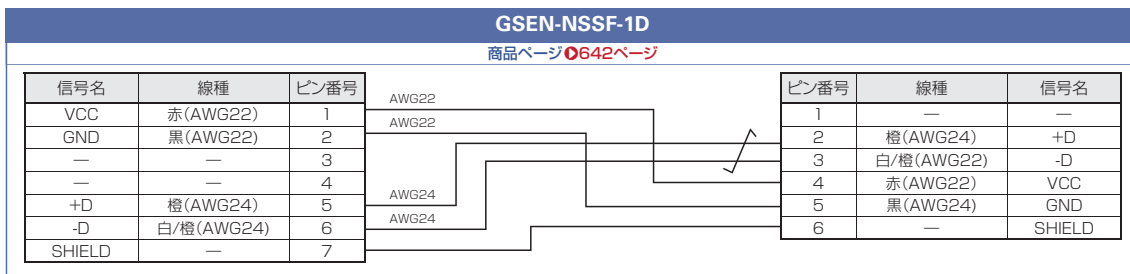 GSEN-NSSF-1D
商品ページ 642ページ
信号名 線種 ピン番号
VCC 赤(AWG22) 1
GND 黒(AWG22) 2
— — 3
— — 4
+D 橙(AWG24) 5
-D 白/橙(AWG24) 6
SHIELD — 7
AWG22
AWG22
AWG24
AWG24
ピン番号 線種 信号名
1 — —
2 橙(AWG24) +D
3 白/橙(AWG22) -D
4 赤(AWG22) VCC
5 黒(AWG24) GND
6 — SHIELD